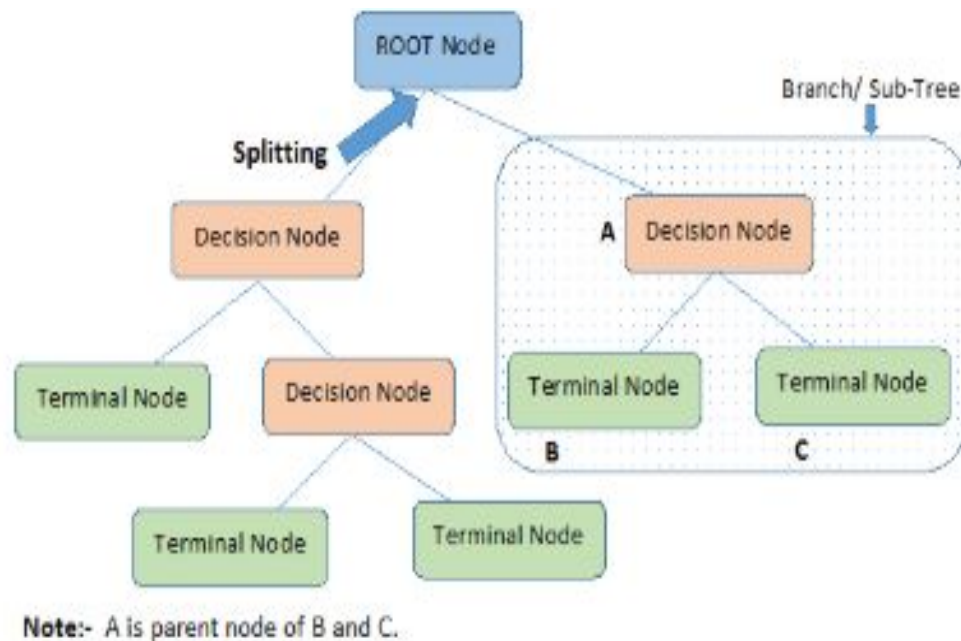 ROOT Node
Branch/ Sub-Tree
Splitting
Decision Node
A
Decision Node
Terminal Node
Decision Node
Terminal Node
Terminal Node
B
C
Terminal Node
Terminal Node
Note:- A is parent node of B and C.